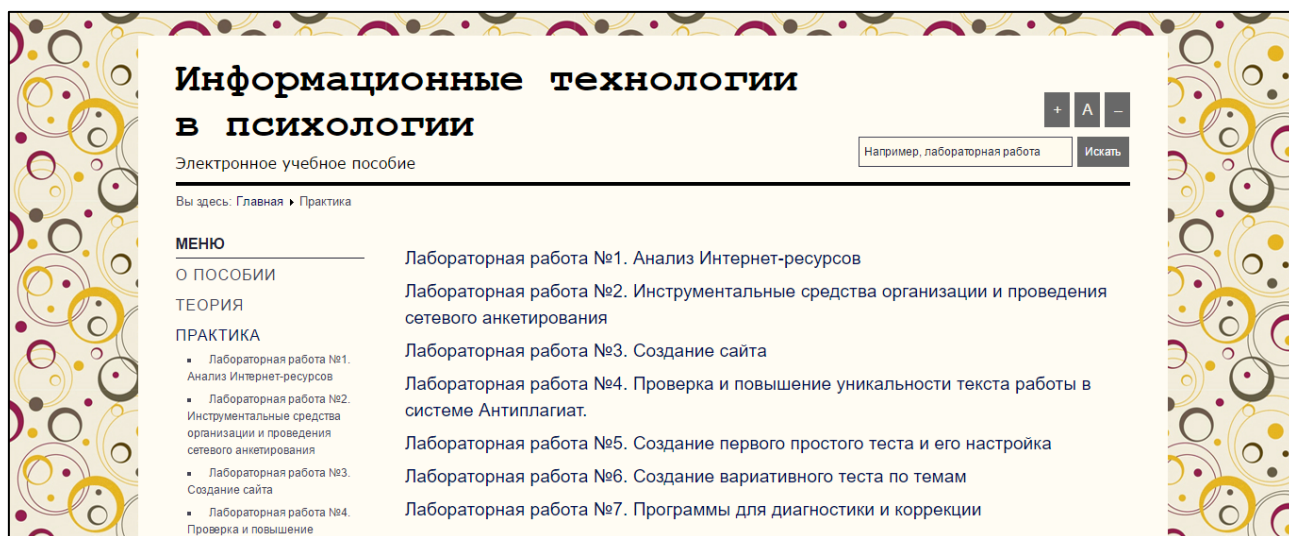 Информационные технологии
в психологии
Электронное учебное пособие
+ A –
Например, лабораторная работа
Искать
Вы здесь: Главная Практика
МЕНЮ
О ПОСОБИИ
ТЕОРИЯ
ПРАКТИКА
Лабораторная работа №1.
Анализ Интернет-ресурсов
Лабораторная работа №2.
Инструментальные средства
организации и проведения
сетевого анкетирования
Лабораторная работа №3.
Создание сайта
Лабораторная работа №4.
Проверка и повышение
Лабораторная работа №1. Анализ Интернет-ресурсов
Лабораторная работа №2. Инструментальные средства организации и проведения
сетевого анкетирования
Лабораторная работа №3. Создание сайта
Лабораторная работа №4. Проверка и повышение уникальности текста работы в
системе Антиплагиат.
Лабораторная работа №5. Создание первого простого теста и его настройка
Лабораторная работа №6. Создание вариативного теста по темам
Лабораторная работа №7. Программы для диагностики и коррекции